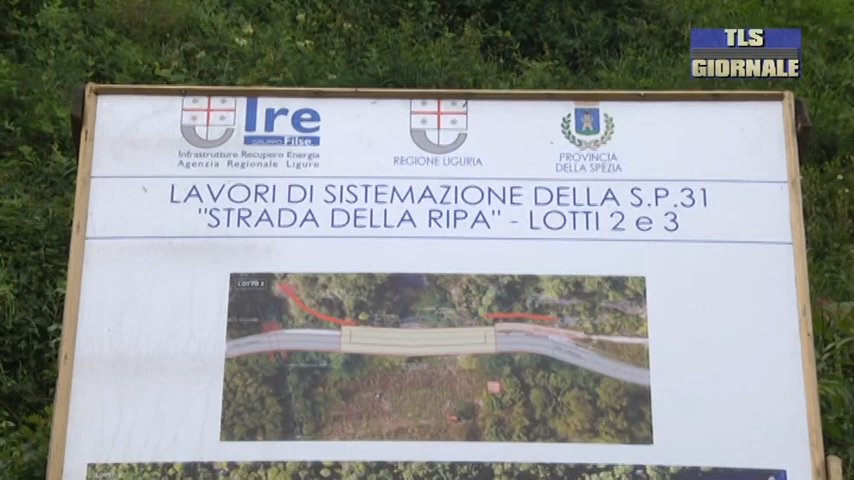 TLS
GIORNALE
Ire
GRUPPO Filse
Infrastrutture Recupero Energia
Agenzia Regionale Ligure
REGIONE LIGURIA
PROVINCIA
DELLA SPEZIA
LAVORI DI SISTEMAZIONE DELLA S.P.31
"STRADA DELLA RIPA" - LOTTI 2 e 3
LOTTO 2